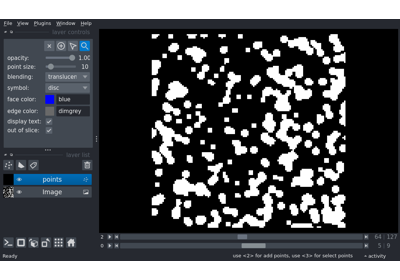 File View Plugins Window Help
layer controls
opacity: 1.00
point size: 10
blending: translucen
symbol: disc
face color: blue
edge color: dimgrey
display text:
out of slice:
layer list
points
Image
2 64 127
0 5 9
Ready use <2> for add points, use <3> for select points activity